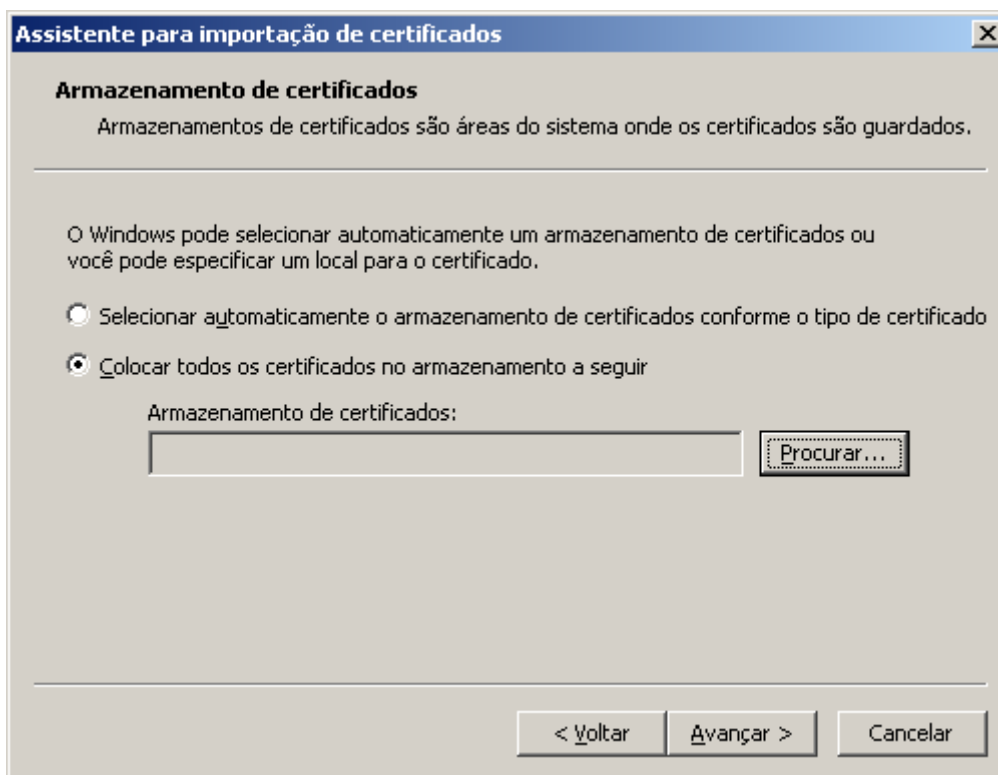 Assistente para importação de certificados
Armazenamento de certificados
Armazenamentos de certificados são áreas do sistema onde os certificados são guardados.
O Windows pode selecionar automaticamente um armazenamento de certificados ou
você pode especificar um local para o certificado.
Selecionar automaticamente o armazenamento de certificados conforme o tipo de certificado
Colocar todos os certificados no armazenamento a seguir
Armazenamento de certificados:
Procurar...
< Voltar Avançar > Cancelar